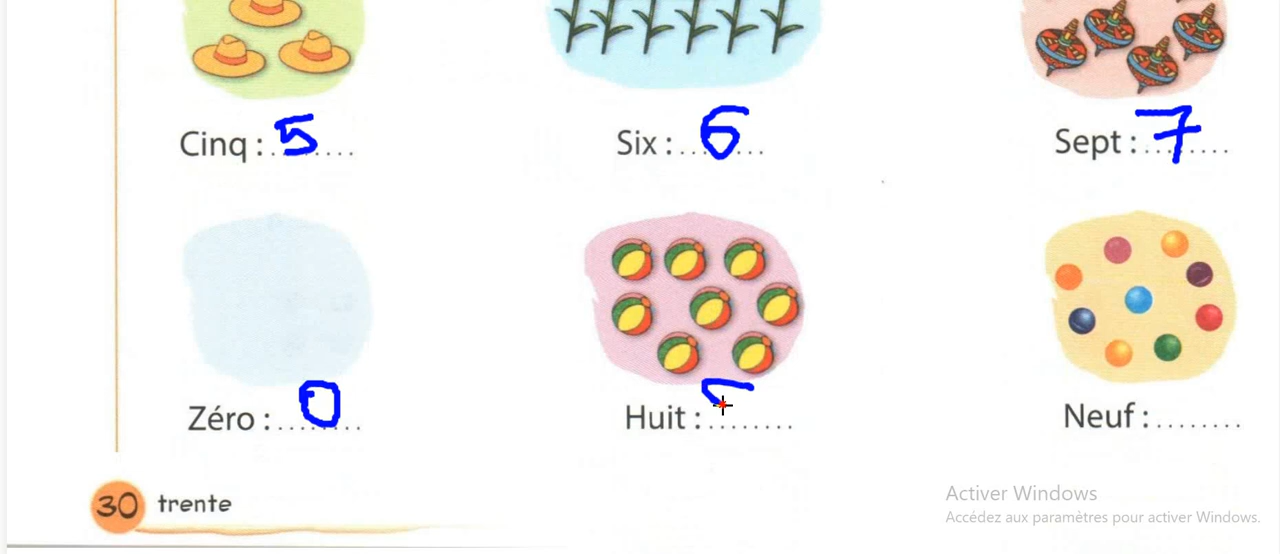 Cinq : 5
Six : 6
Sept : 7
Zéro : 0
Huit : ........
Neuf : ........
30 trente
Activer Windows
Accédez aux paramètres pour activer Windows.